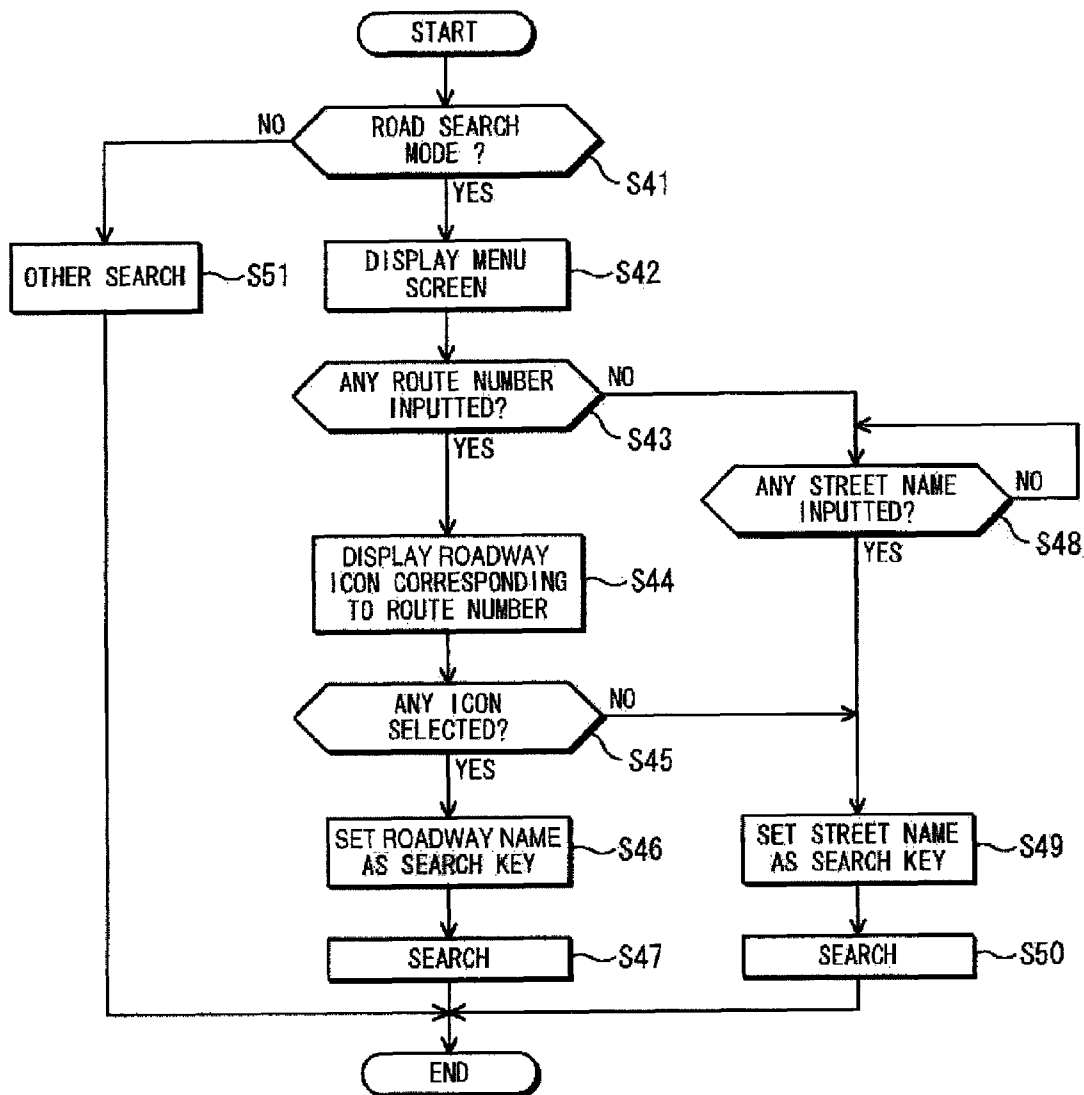 START
ROAD SEARCH
MODE ?
NO
S41
YES
OTHER SEARCH
S51
DISPLAY MENU
SCREEN
S42
ANY ROUTE NUMBER
INPUTTED?
NO
S43
YES
ANY STREET NAME
INPUTTED?
NO
S48
YES
DISPLAY ROADWAY
ICON CORRESPONDING
TO ROUTE NUMBER
S44
ANY ICON
SELECTED?
NO
S45
YES
SET ROADWAY NAME
AS SEARCH KEY
S46
SET STREET NAME
AS SEARCH KEY
S49
SEARCH
S47
SEARCH
S50
END